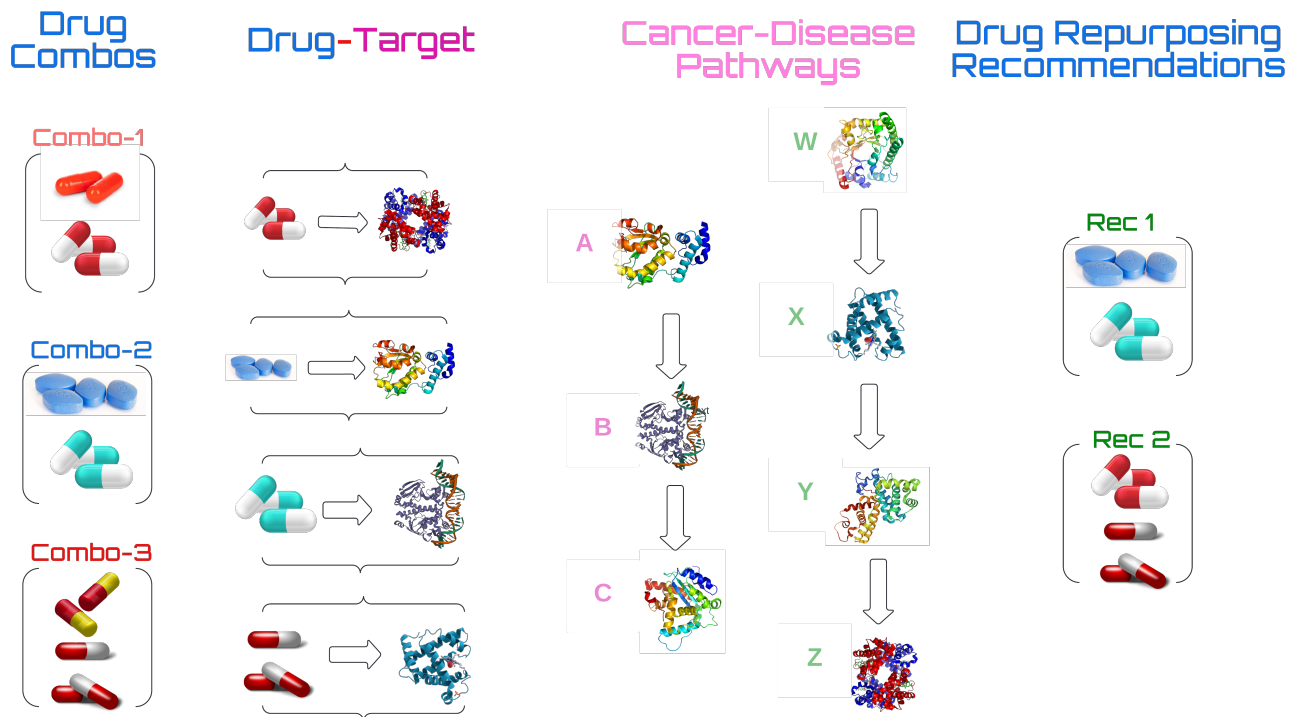 Drug
Combos
Drug-Target
Cancer-Disease
Pathways
Drug Repurposing
Recommendations
Combo-1
Combo-2
Combo-3
A
B
C
W
X
Y
Z
Rec 1
Rec 2